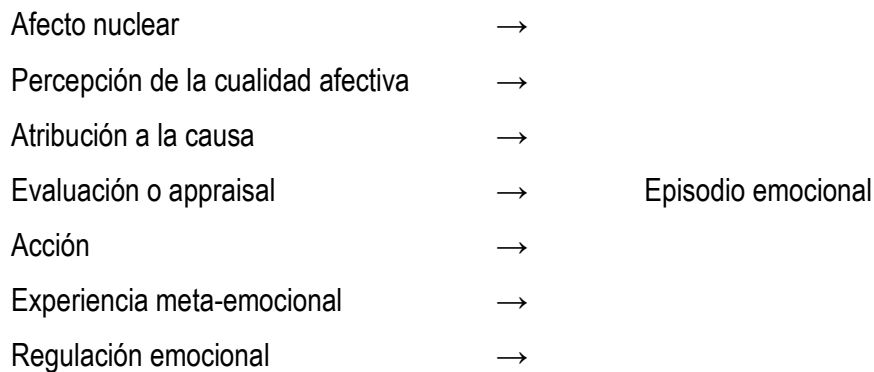 Afecto nuclear →
Percepción de la cualidad afectiva →
Atribución a la causa →
Evaluación o appraisal → Episodio emocional
Acción →
Experiencia meta-emocional →
Regulación emocional →